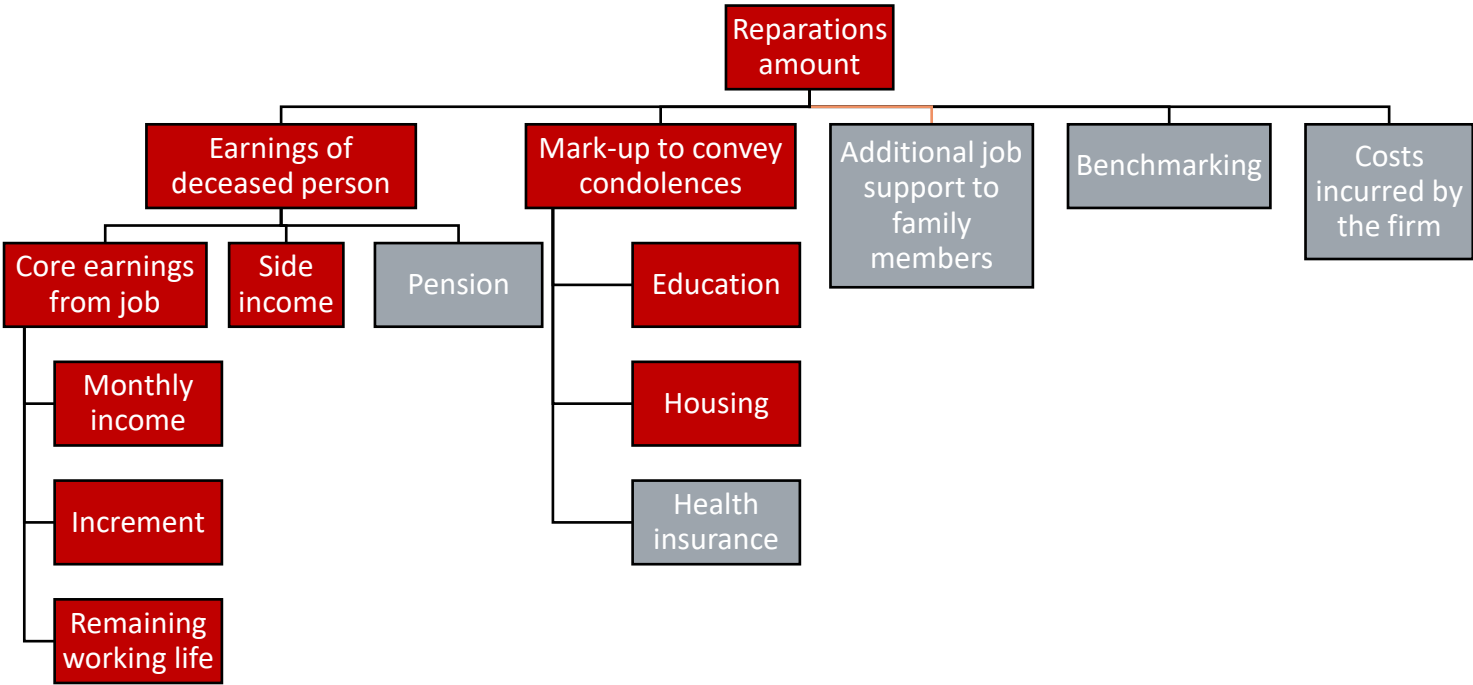 Reparations
amount
Earnings of
deceased person
Mark-up to convey
condolences
Additional job
support to
family
members
Benchmarking
Costs
incurred by
the firm
Core earnings
from job
Side
income
Pension
Monthly
income
Increment
Remaining
working life
Education
Housing
Health
insurance